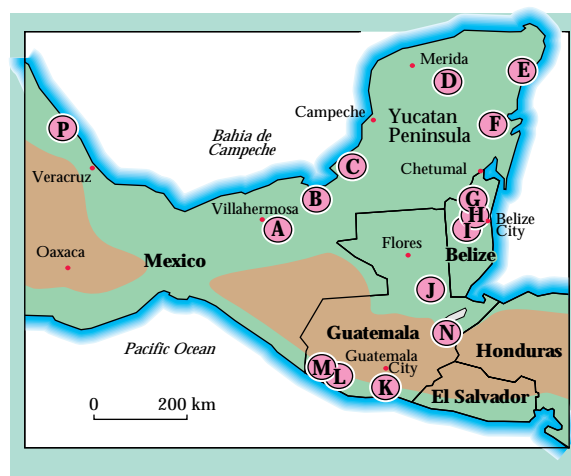 Merida
E
D
Campeche
Yucatan
Peninsula
F
P
Bahia de
Campeche
C
Chetumal
Veracruz
B
G
H
Villahermosa
A
I
Belize
City
Oaxaca
Mexico
Flores
Belize
J
Guatemala
N
Pacific Ocean
Guatemala
City
Honduras
M
L
K
El Salvador
0
200 km